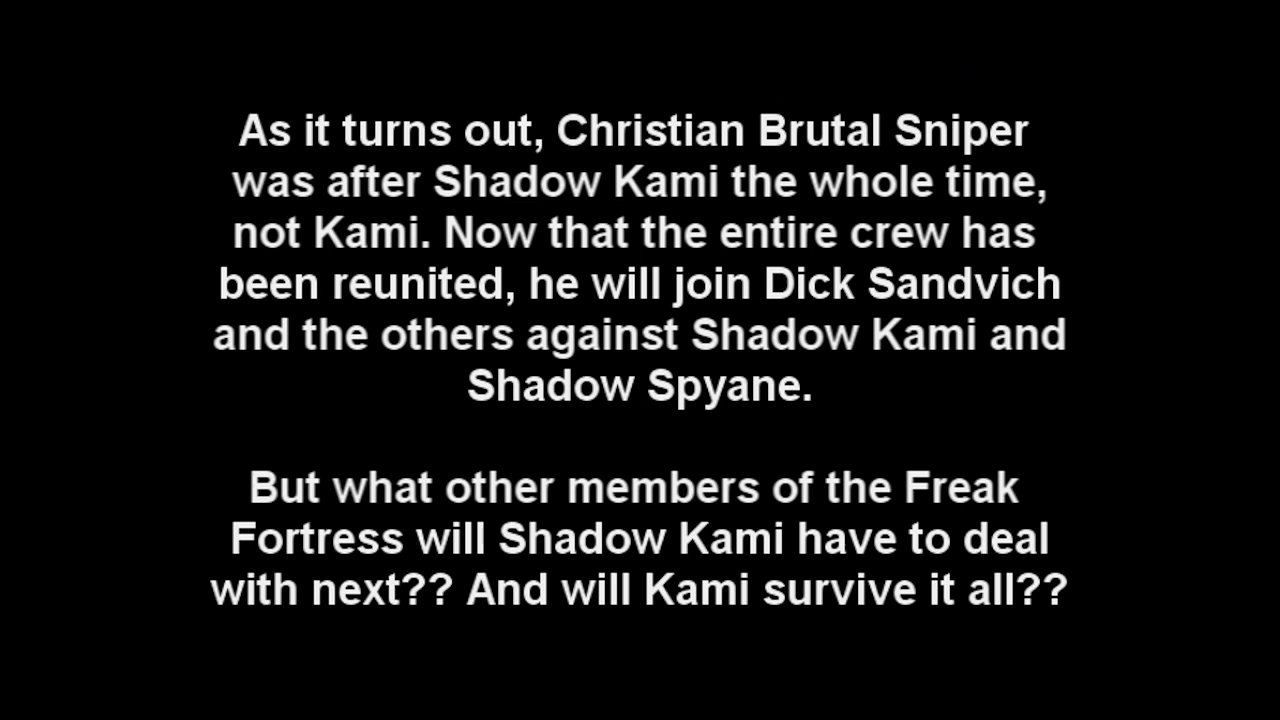 As it turns out, Christian Brutal Sniper
was after Shadow Kami the whole time,
not Kami. Now that the entire crew has
been reunited, he will join Dick Sandvich
and the others against Shadow Kami and
Shadow Spyane.
But what other members of the Freak
Fortress will Shadow Kami have to deal
with next?? And will Kami survive it all??